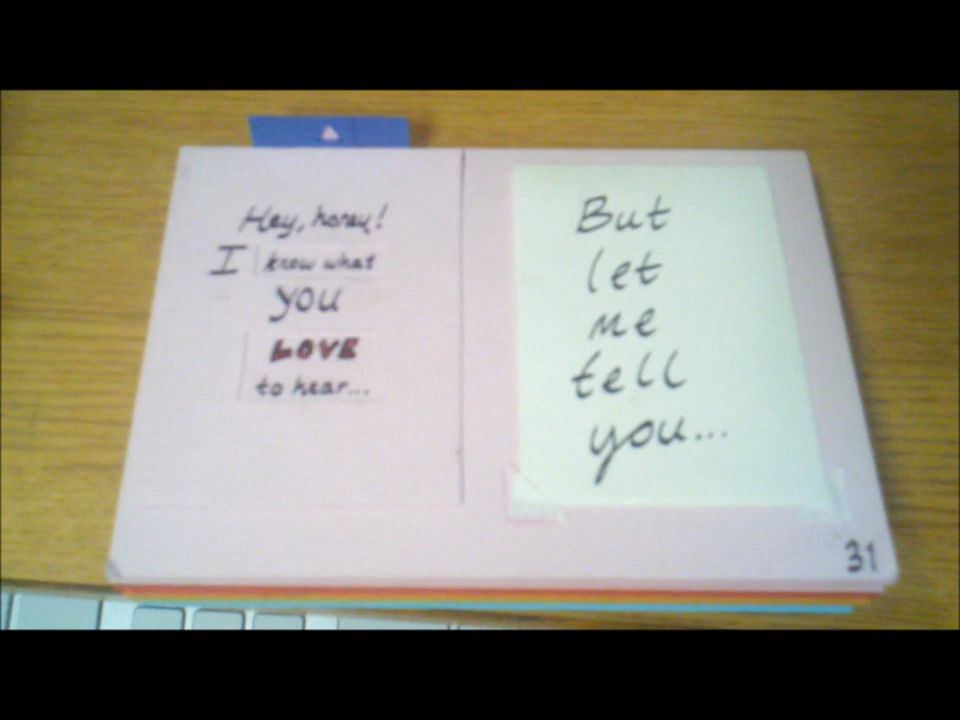 Hey, honey!
I know what
you
LOVE
to hear...
But
let
me
tell
you...
31